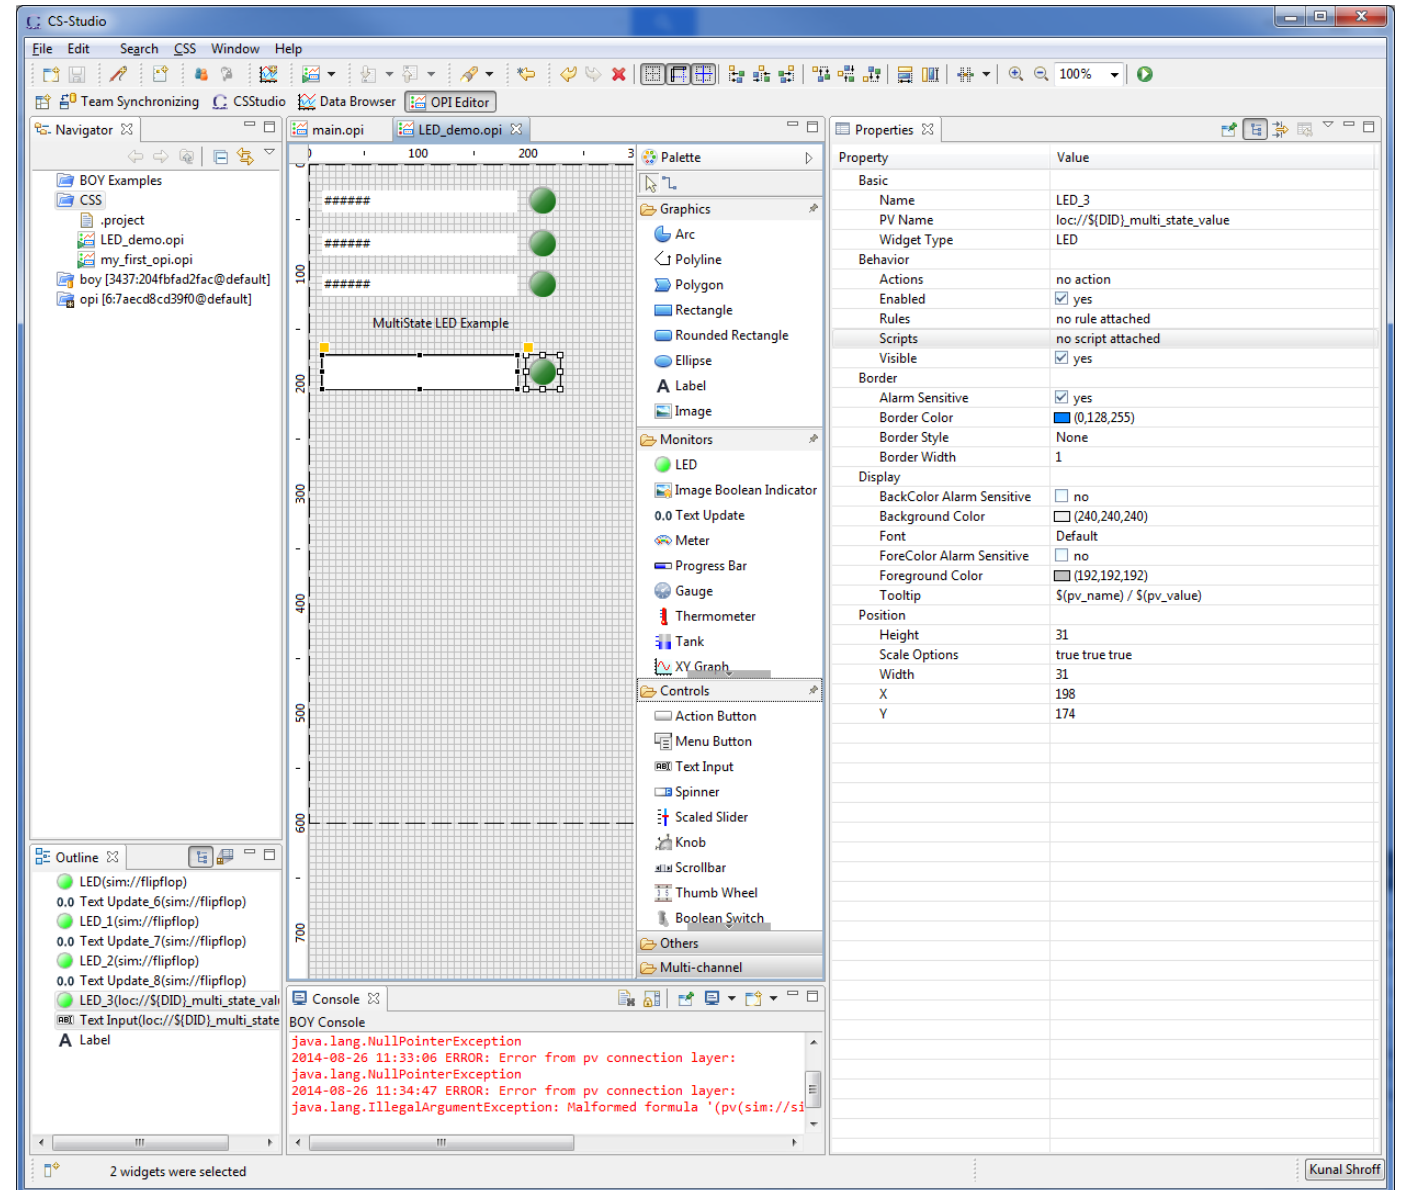 CS-Studio
File Edit Search CSS Window Help
100%
Team Synchronizing CSStudio Data Browser OPI Editor
Navigator
BOY Examples
CSS
.project
LED_demo.opi
my_first_opi.opi
boy [3437:204fbfad2fac@default]
opi [6:7aecd8cd39f0@default]
main.opi LED_demo.opi
0 100 200 3
0
100
200
300
400
500
600
700
######
######
######
MultiState LED Example
Palette
Graphics
Arc
Polyline
Polygon
Rectangle
Rounded Rectangle
Ellipse
A Label
Image
Monitors
LED
Image Boolean Indicator
0.0 Text Update
Meter
Progress Bar
Gauge
Thermometer
Tank
XY Graph
Controls
Action Button
Menu Button
Text Input
Spinner
Scaled Slider
Knob
Scrollbar
Thumb Wheel
Boolean Switch
Others
Multi-channel
Properties
Property Value
Basic
Name LED_3
PV Name loc://${DID}_multi_state_value
Widget Type LED
Behavior
Actions no action
Enabled yes
Rules no rule attached
Scripts no script attached
Visible yes
Border
Alarm Sensitive yes
Border Color (0,128,255)
Border Style None
Border Width 1
Display
BackColor Alarm Sensitive no
Background Color (240,240,240)
Font Default
ForeColor Alarm Sensitive no
Foreground Color (192,192,192)
Tooltip $(pv_name) / $(pv_value)
Position
Height 31
Scale Options true true true
Width 31
X 198
Y 174
Outline
LED(sim://flipflop)
0.0 Text Update_6(sim://flipflop)
LED_1(sim://flipflop)
0.0 Text Update_7(sim://flipflop)
LED_2(sim://flipflop)
0.0 Text Update_8(sim://flipflop)
LED_3(loc://${DID}_multi_state_val
Text Input(loc://${DID}_multi_state
A Label
Console
BOY Console
java.lang.NullPointerException
2014-08-26 11:33:06 ERROR: Error from pv connection layer:
java.lang.NullPointerException
2014-08-26 11:34:47 ERROR: Error from pv connection layer:
java.lang.IllegalArgumentException: Malformed formula '(pv(sim://si
2 widgets were selected
Kunal Shroff